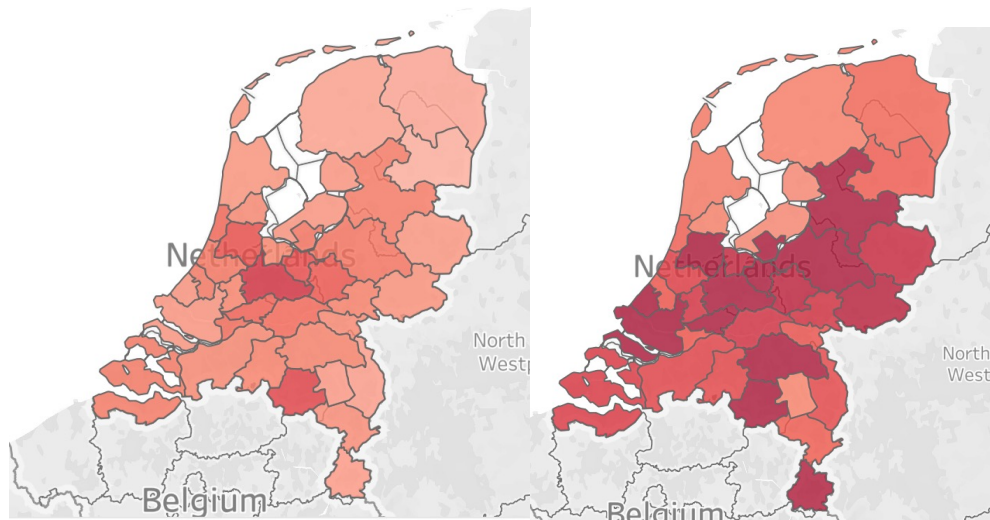 Netherlands
North
Westp
Belgium
Netherlands
North
West
Belgium